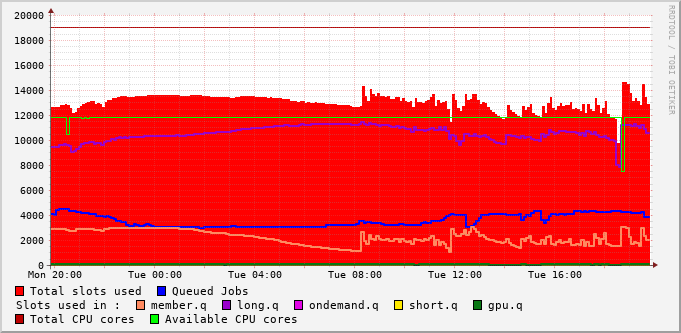 20000
18000
16000
14000
12000
10000
8000
6000
4000
2000
0
Mon 20:00 Tue 00:00 Tue 04:00 Tue 08:00 Tue 12:00 Tue 16:00
Total slots used Queued Jobs
Slots used in : member.q long.q ondemand.q short.q gpu.q
Total CPU cores Available CPU cores
RRDTOOL / TOBI OETIKER